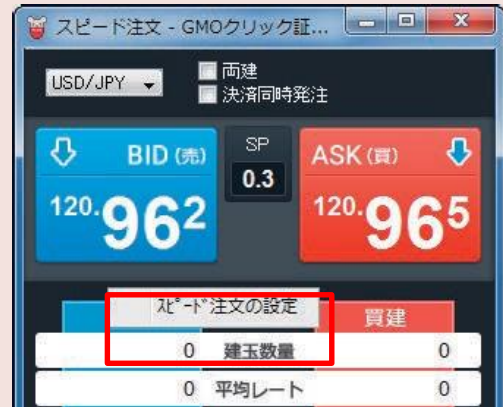 スピード注文 - GMOクリック証...
USD/JPY
両建
決済同時発注
BID (売)
SP
ASK (買)
120.962
0.3
120.965
ｽﾋﾟｰﾄﾞ注文の設定
買建
0 建玉数量 0
0 平均レート 0